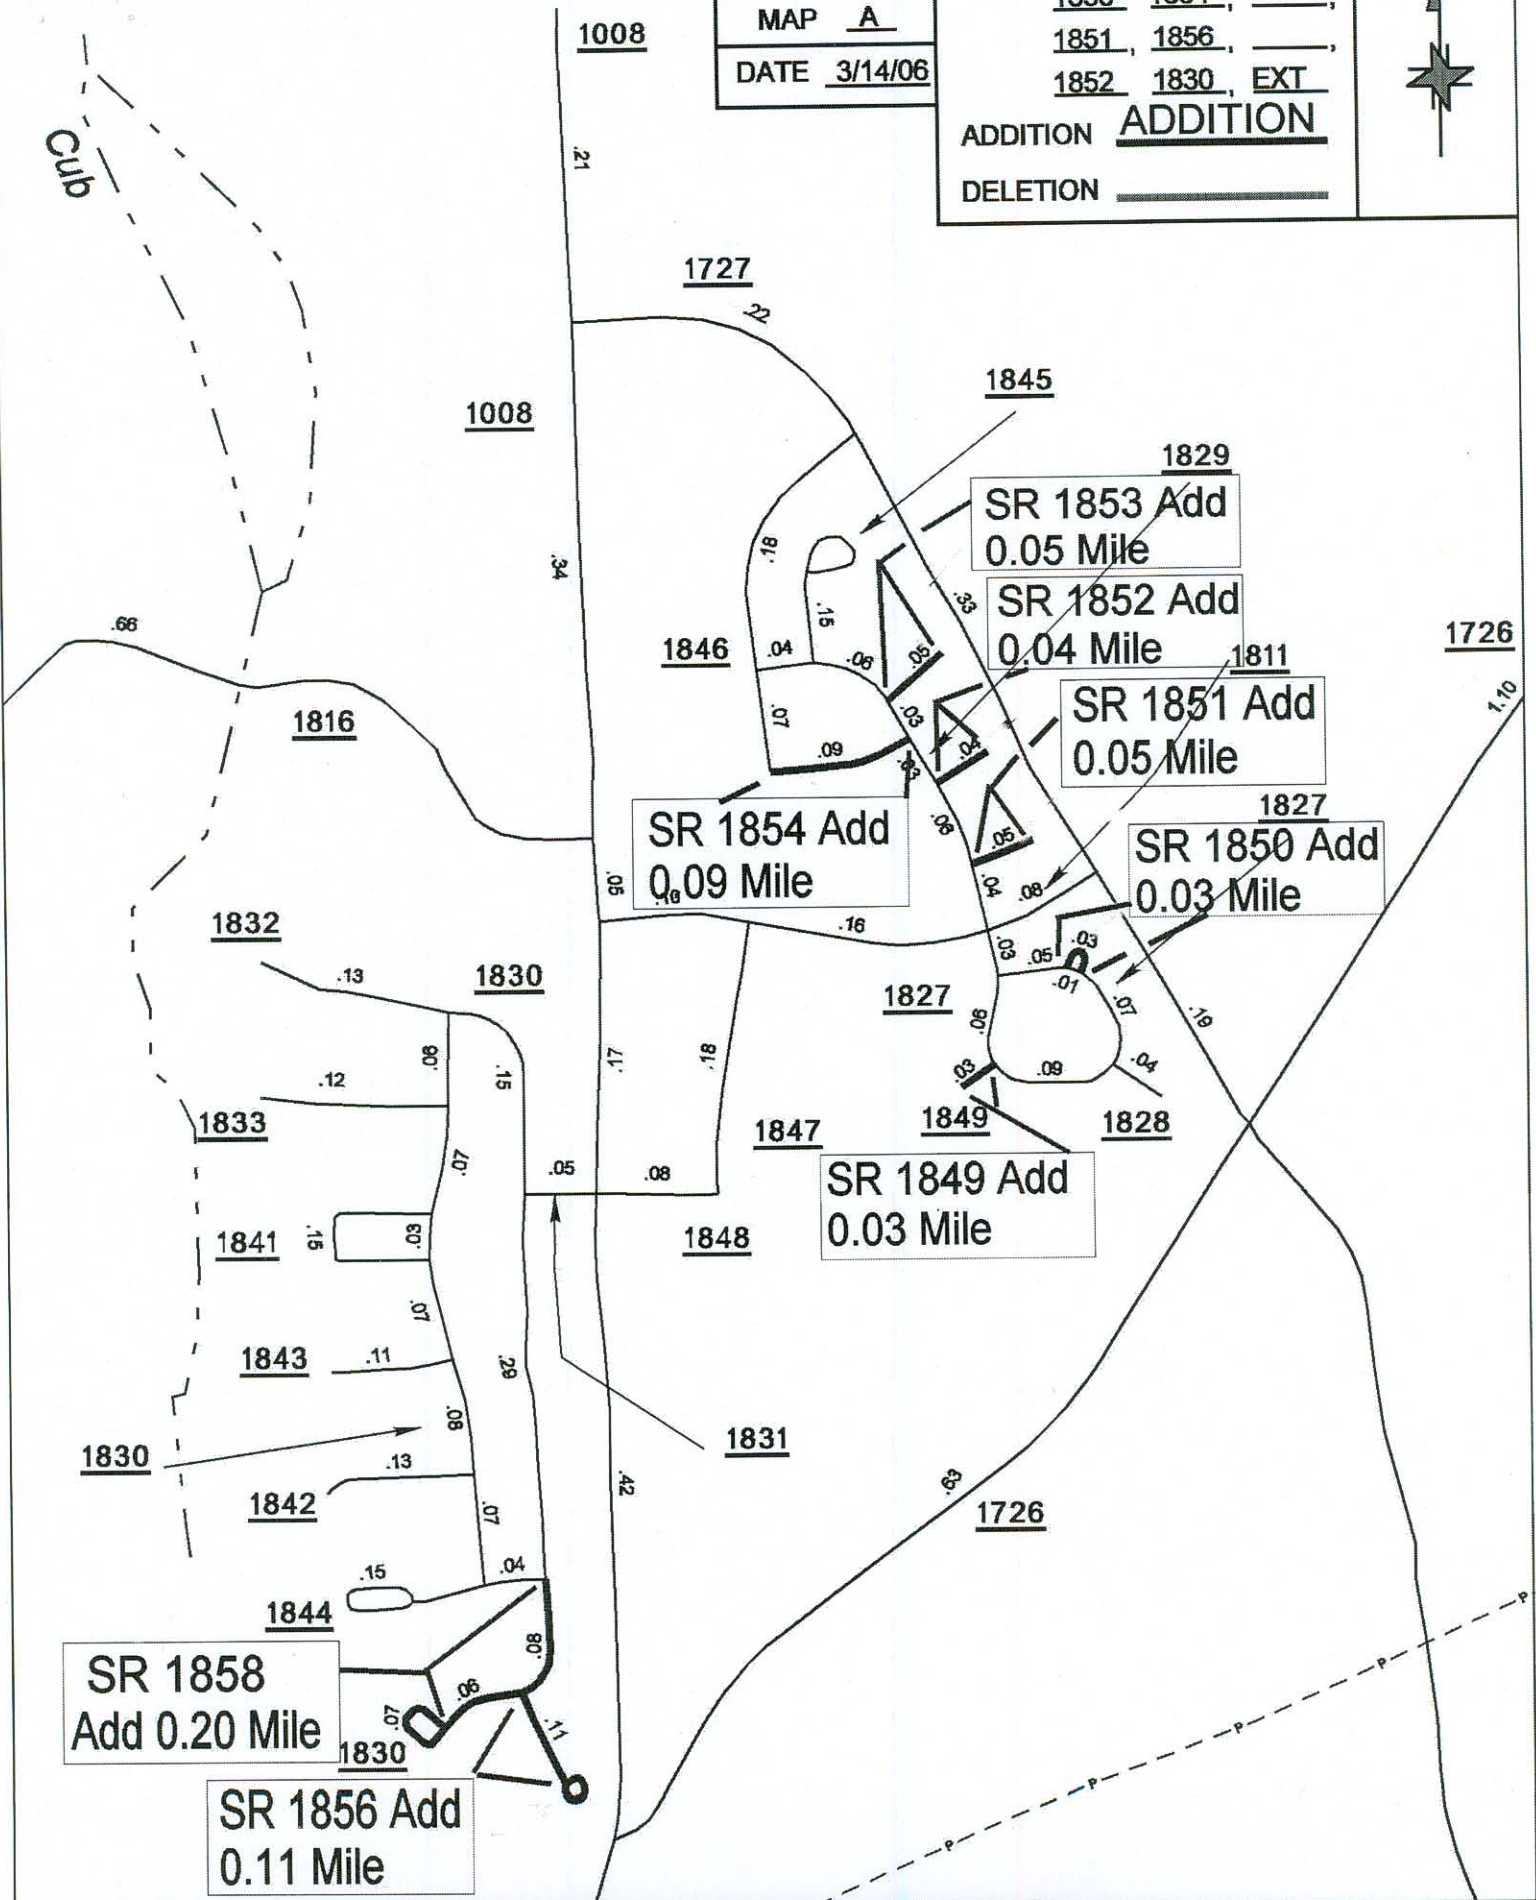 1008
MAP A
DATE 3/14/06
1851 , 1856 ,
1852 1830 , EXT
ADDITION ADDITION
DELETION
Cub
.21
1727
.22
1008
1845
1829
SR 1853 Add
0.05 Mile
.18
.34
.15
.33
SR 1852 Add
0.04 Mile
.66
1846
.04
.06
.05
1811
1726
1.10
1816
.07
.03
.09
.03
.04
SR 1851 Add
0.05 Mile
SR 1854 Add
0.09 Mile
.06
.05
1827
SR 1850 Add
0.03 Mile
.05
.04
.08
.16
1832
.13
1830
.03
.05
.03
.01
.07
1827
.06
.19
.06
.15
.17
.18
.12
.03
.09
.04
1833
1847
1849
1828
.07
.05
.08
SR 1849 Add
0.03 Mile
1841
.15
.03
1848
.07
1843
.11
.29
.08
1830
.13
1831
1842
.07
.42
.63
1726
.15
.04
1844
.08
P
P
SR 1858
Add 0.20 Mile
.06
.07
.11
P
1830
P
SR 1856 Add
0.11 Mile
P